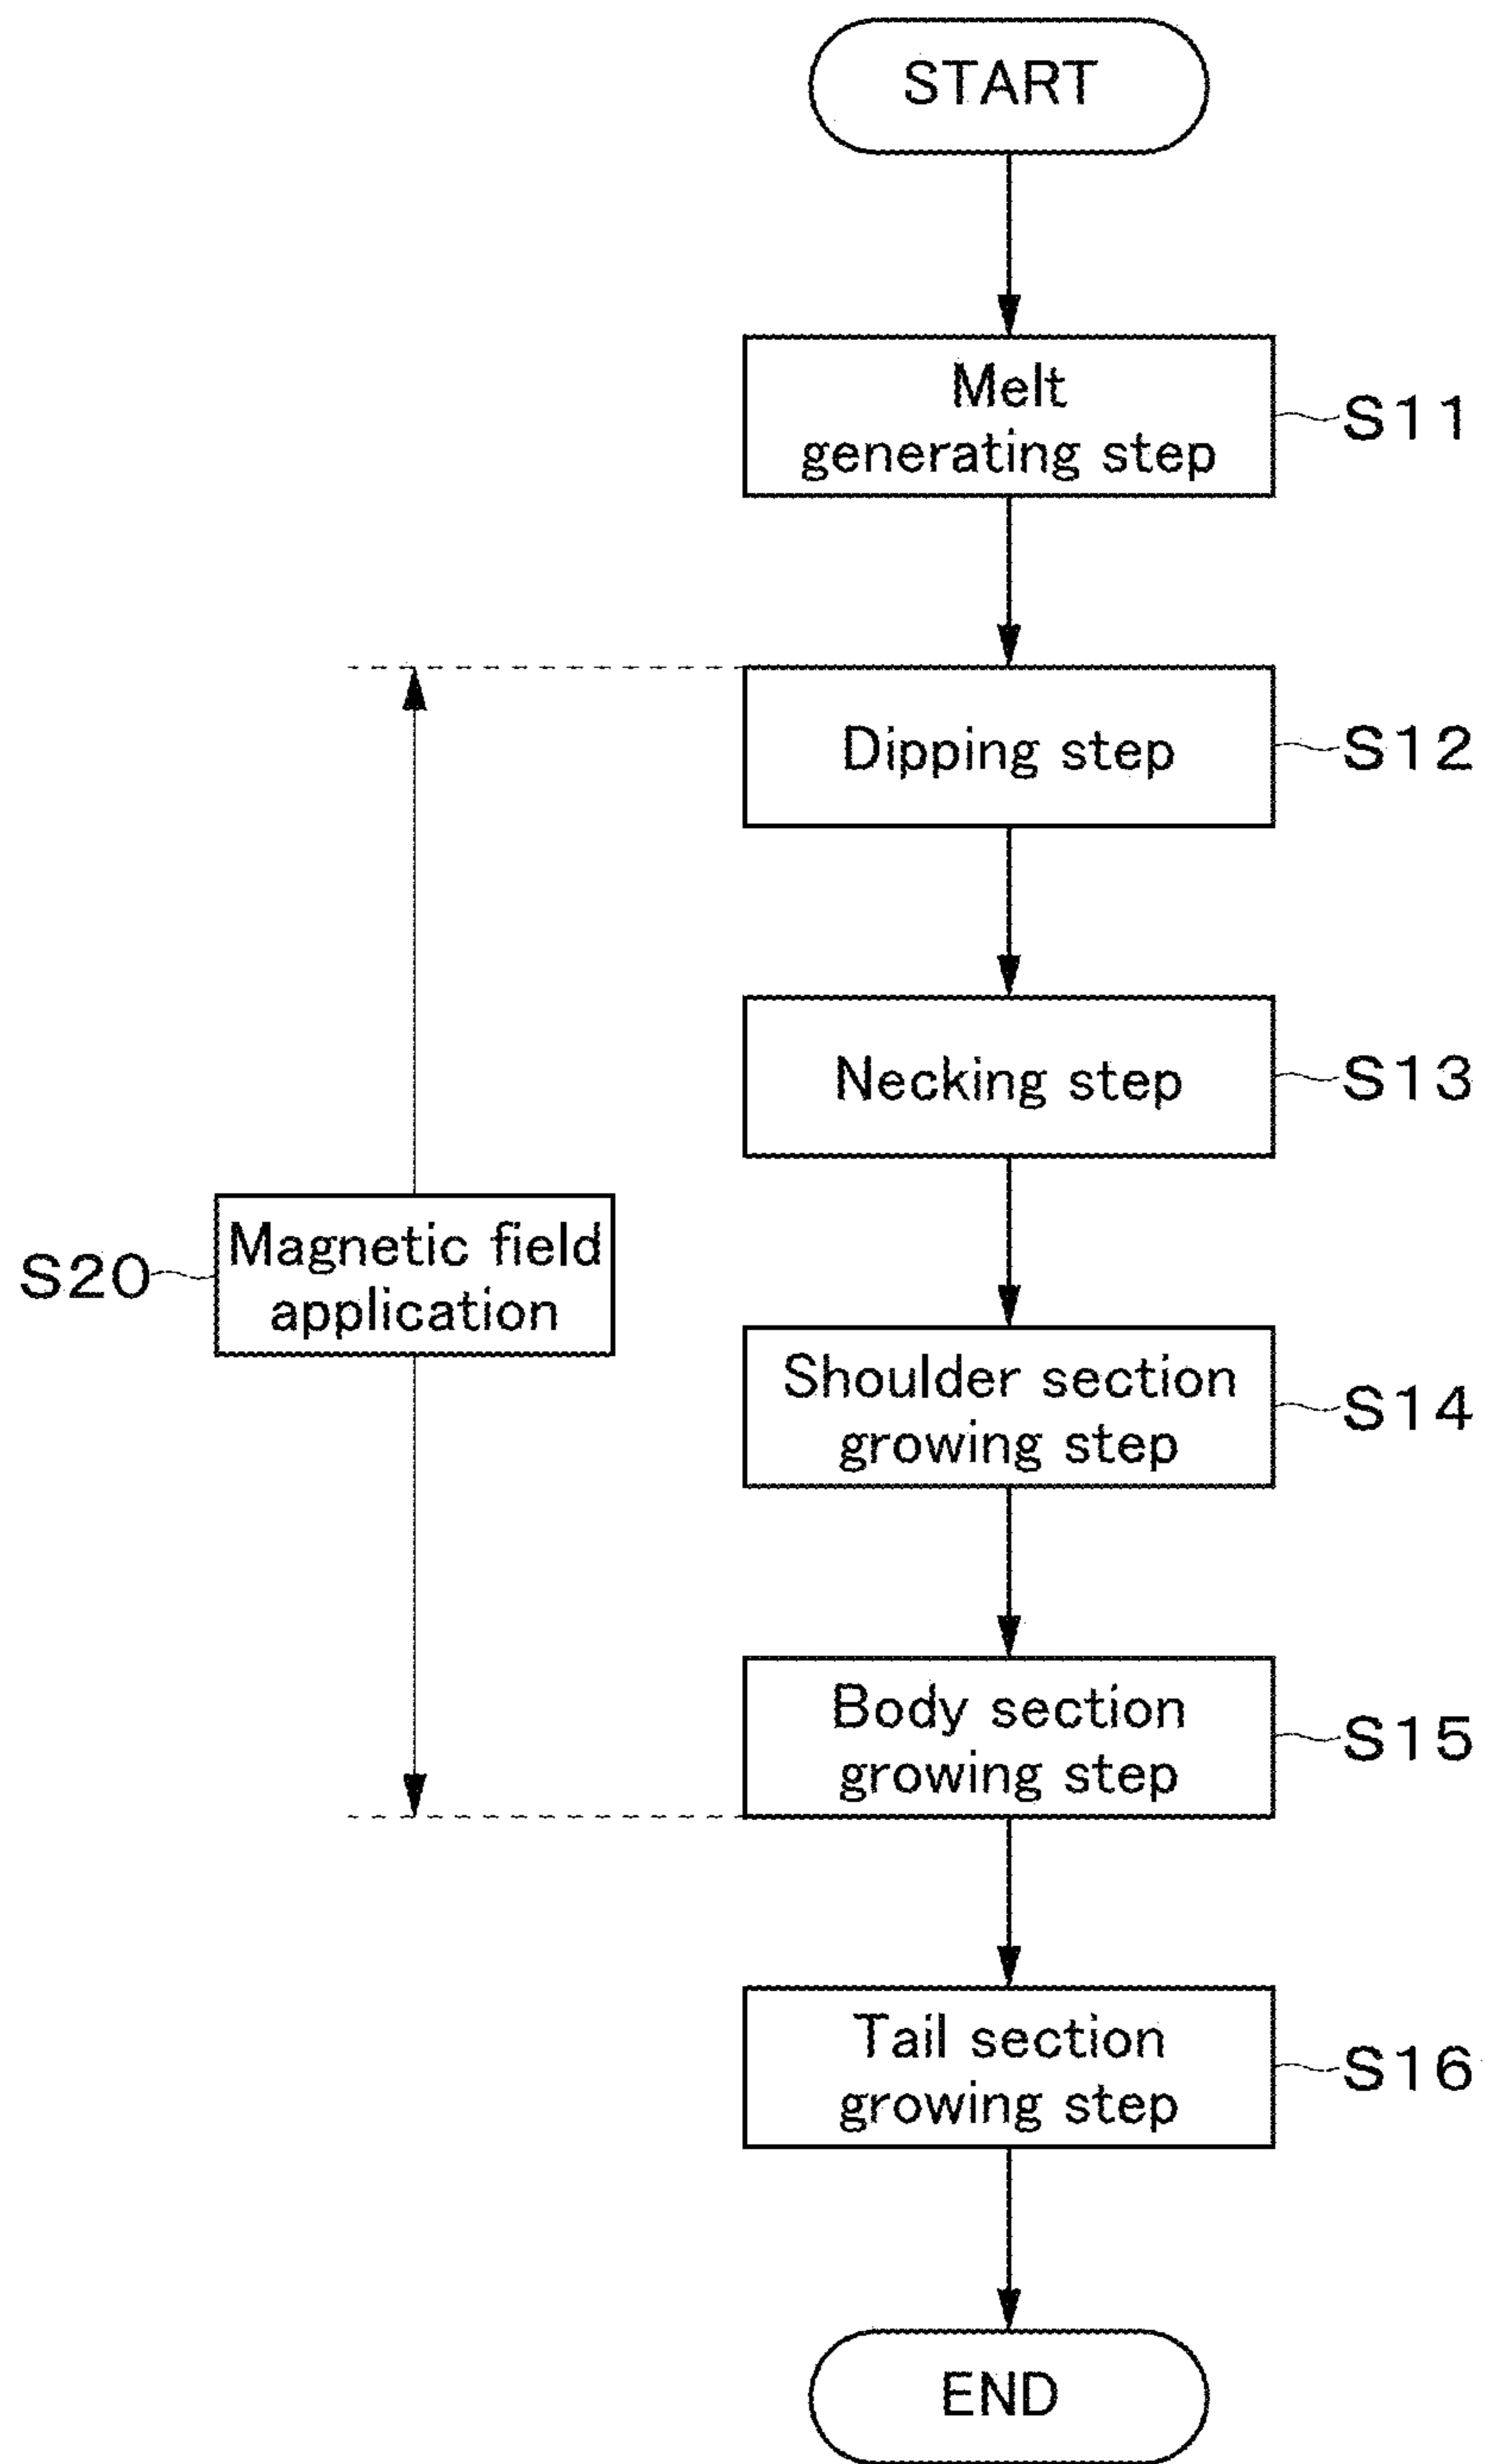 START
Melt
generating step
S11
Dipping step
S12
Necking step
S13
S20
Magnetic field
application
Shoulder section
growing step
S14
Body section
growing step
S15
Tail section
growing step
S16
END